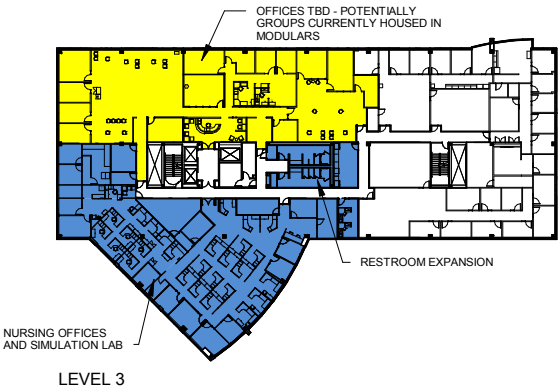 OFFICES TBD - POTENTIALLY
GROUPS CURRENTLY HOUSED IN
MODULARS
RESTROOM EXPANSION
NURSING OFFICES
AND SIMULATION LAB
LEVEL 3